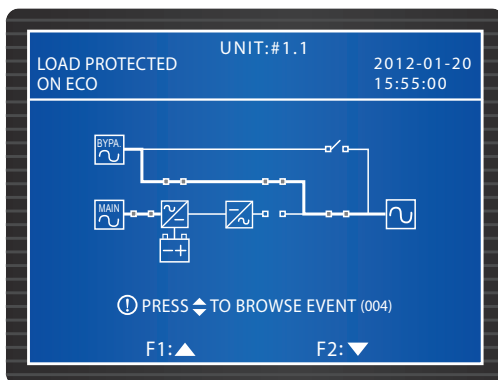 UNIT:#1.1
LOAD PROTECTED
ON ECO
2012-01-20
15:55:00
BYPA.
MAIN
PRESS TO BROWSE EVENT (004)
F1:
F2: